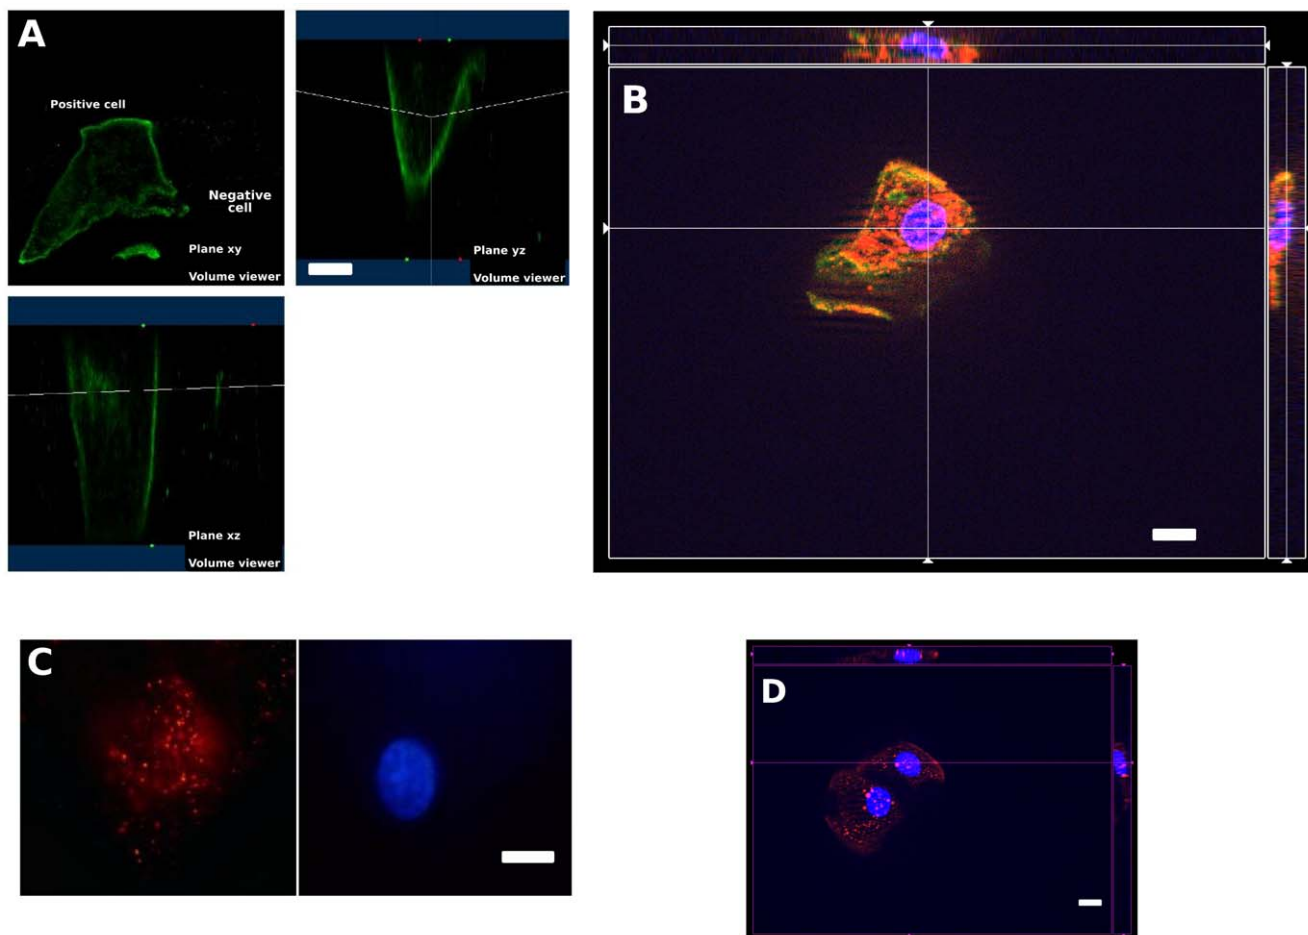 A
Positive cell
Negative
cell
Plane xy
Volume viewer
Plane yz
Volume viewer
Plane xz
Volume viewer
B
C
D